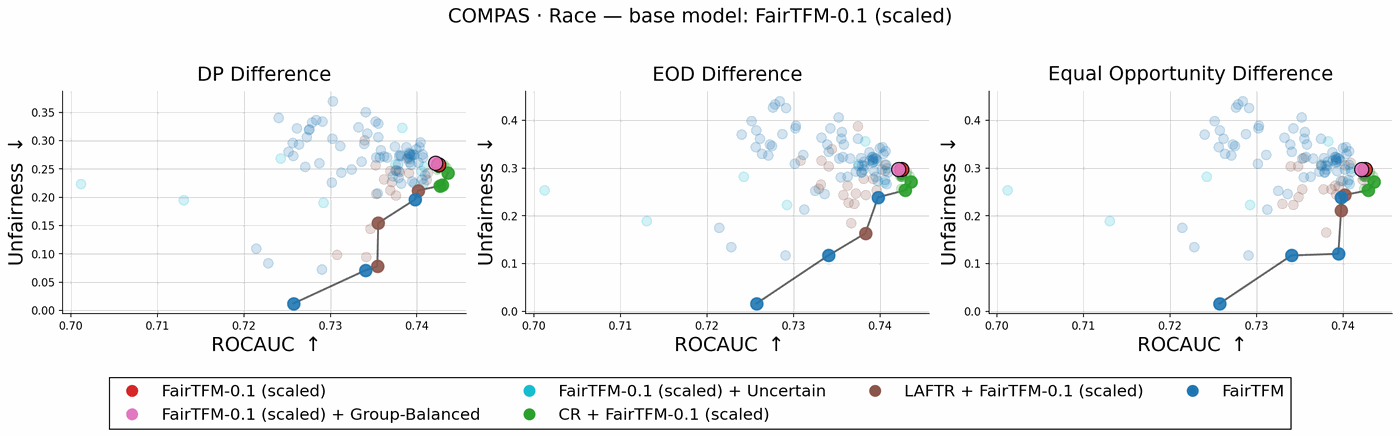 COMPAS · Race — base model: FairTFM-0.1 (scaled)
DP Difference
EOD Difference
Equal Opportunity Difference
Unfairness ↓
0.35
0.30
0.25
0.20
0.15
0.10
0.05
0.00
0.70 0.71 0.72 0.73 0.74
ROCAUC ↑
Unfairness ↓
0.4
0.3
0.2
0.1
0.0
0.70 0.71 0.72 0.73 0.74
ROCAUC ↑
Unfairness ↓
0.4
0.3
0.2
0.1
0.0
0.70 0.71 0.72 0.73 0.74
ROCAUC ↑
FairTFM-0.1 (scaled)
FairTFM-0.1 (scaled) + Group-Balanced
FairTFM-0.1 (scaled) + Uncertain
CR + FairTFM-0.1 (scaled)
LAFTR + FairTFM-0.1 (scaled)
FairTFM